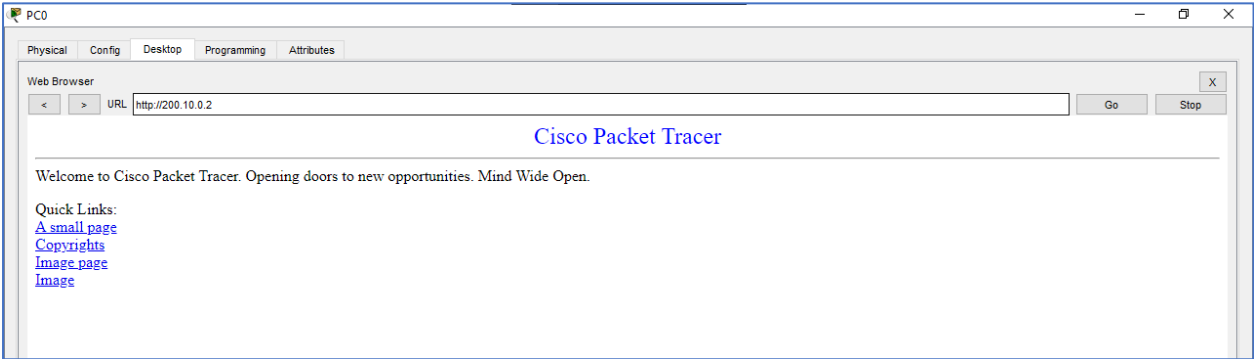 PC0
Physical Config Desktop Programming Attributes
Web Browser
X
< > URL http://200.10.0.2 Go Stop
Cisco Packet Tracer
Welcome to Cisco Packet Tracer. Opening doors to new opportunities. Mind Wide Open.
Quick Links:
A small page
Copyrights
Image page
Image